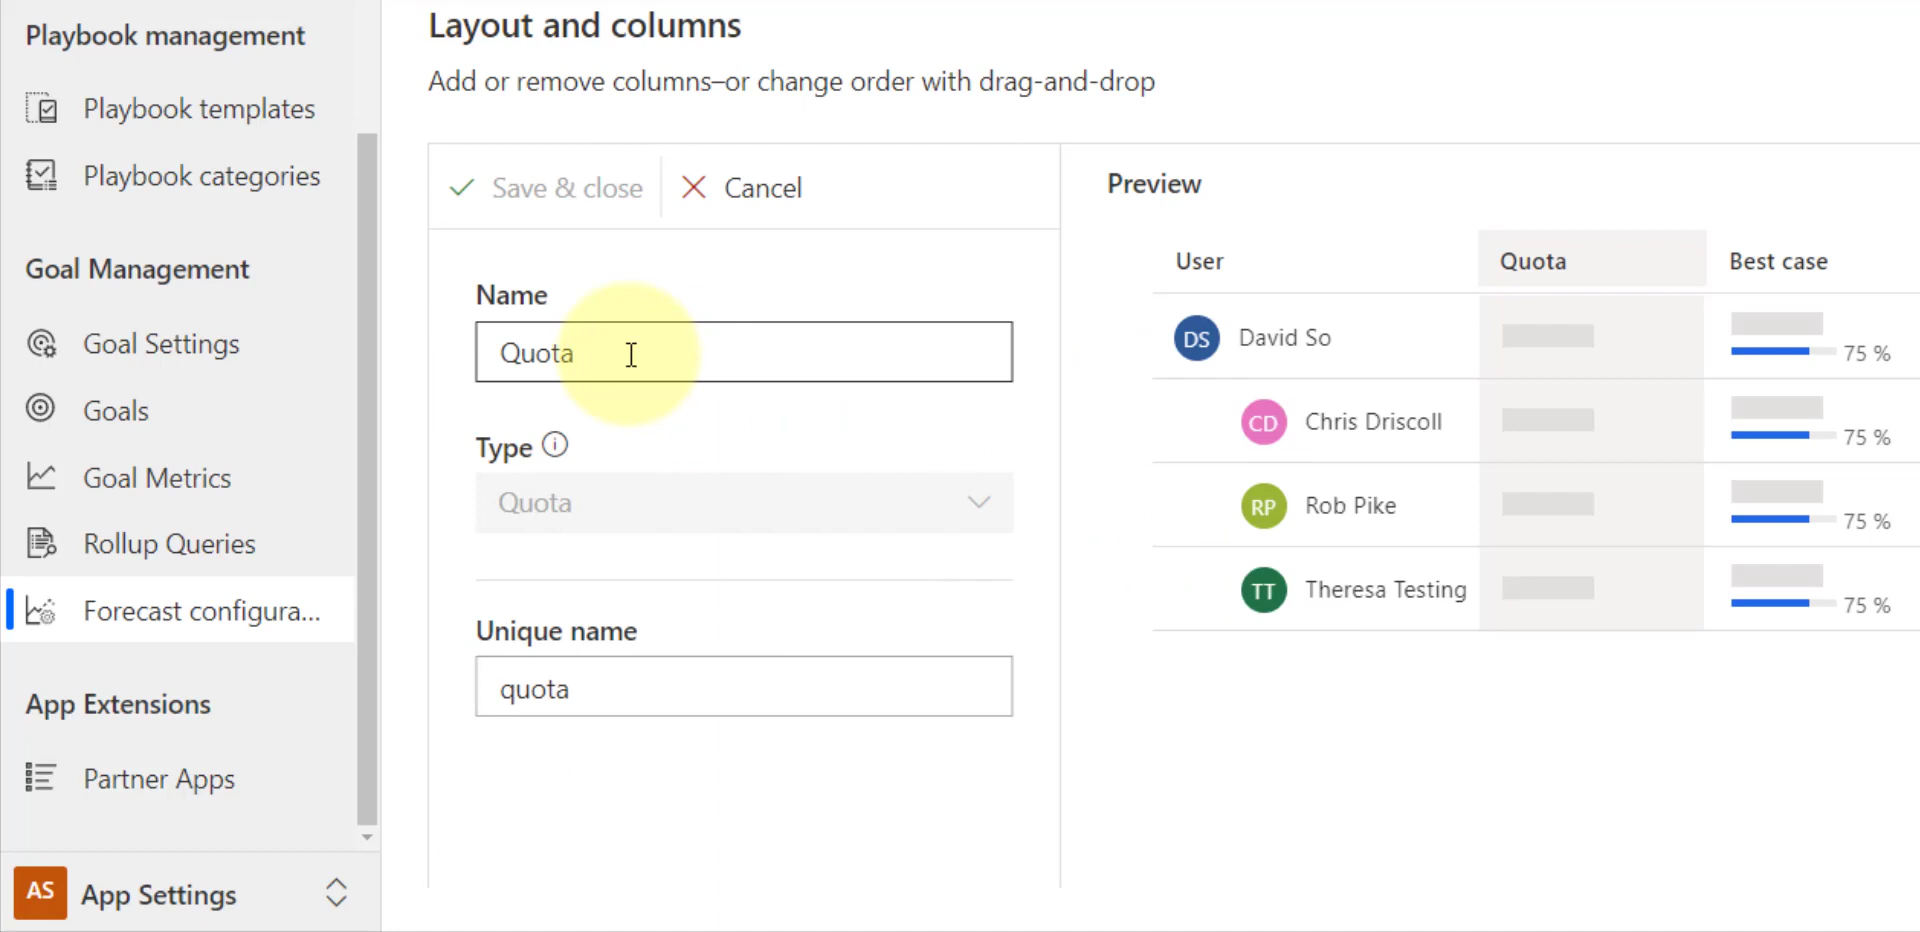 Playbook management
Playbook templates
Playbook categories
Goal Management
Goal Settings
Goals
Goal Metrics
Rollup Queries
Forecast configura...
App Extensions
Partner Apps
AS
App Settings
Layout and columns
Add or remove columns–or change order with drag-and-drop
Save & close
Cancel
Name
Quota
Type
Quota
Unique name
quota
Preview
User Quota Best case
DS David So 75 %
CD Chris Driscoll 75 %
RP Rob Pike 75 %
TT Theresa Testing 75 %